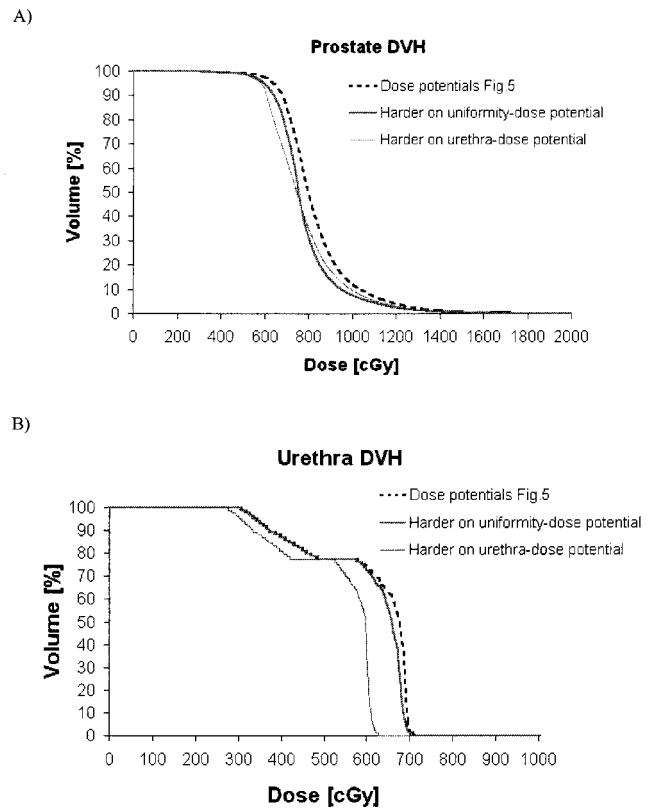 A)
Prostate DVH
Dose potentials Fig.5
Harder on uniformity-dose potential
Harder on urethra-dose potential
Volume [%]
100
90
80
70
60
50
40
30
20
10
0
0 200 400 600 800 1000 1200 1400 1600 1800 2000
Dose [cGy]
B)
Urethra DVH
Dose potentials Fig.5
Harder on uniformity-dose potential
Harder on urethra-dose potential
Volume [%]
100
90
80
70
60
50
40
30
20
10
0
0 100 200 300 400 500 600 700 800 900 1000
Dose [cGy]